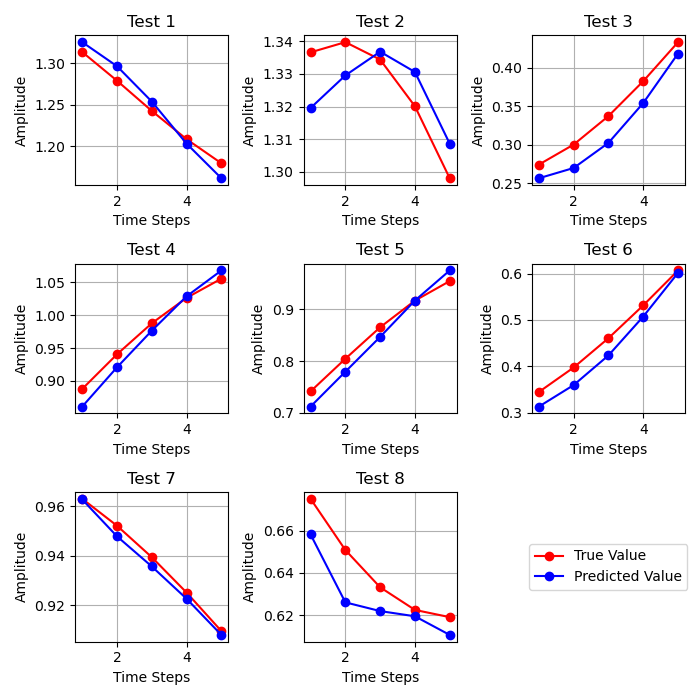 Test 1
1.30
1.25
1.20
Amplitude
2 4
Time Steps
Test 2
1.34
1.33
1.32
1.31
1.30
Amplitude
2 4
Time Steps
Test 3
0.40
0.35
0.30
0.25
Amplitude
2 4
Time Steps
Test 4
1.05
1.00
0.95
0.90
Amplitude
2 4
Time Steps
Test 5
0.9
0.8
0.7
Amplitude
2 4
Time Steps
Test 6
0.6
0.5
0.4
0.3
Amplitude
2 4
Time Steps
Test 7
0.96
0.94
0.92
Amplitude
2 4
Time Steps
Test 8
0.66
0.64
0.62
Amplitude
2 4
Time Steps
True Value
Predicted Value